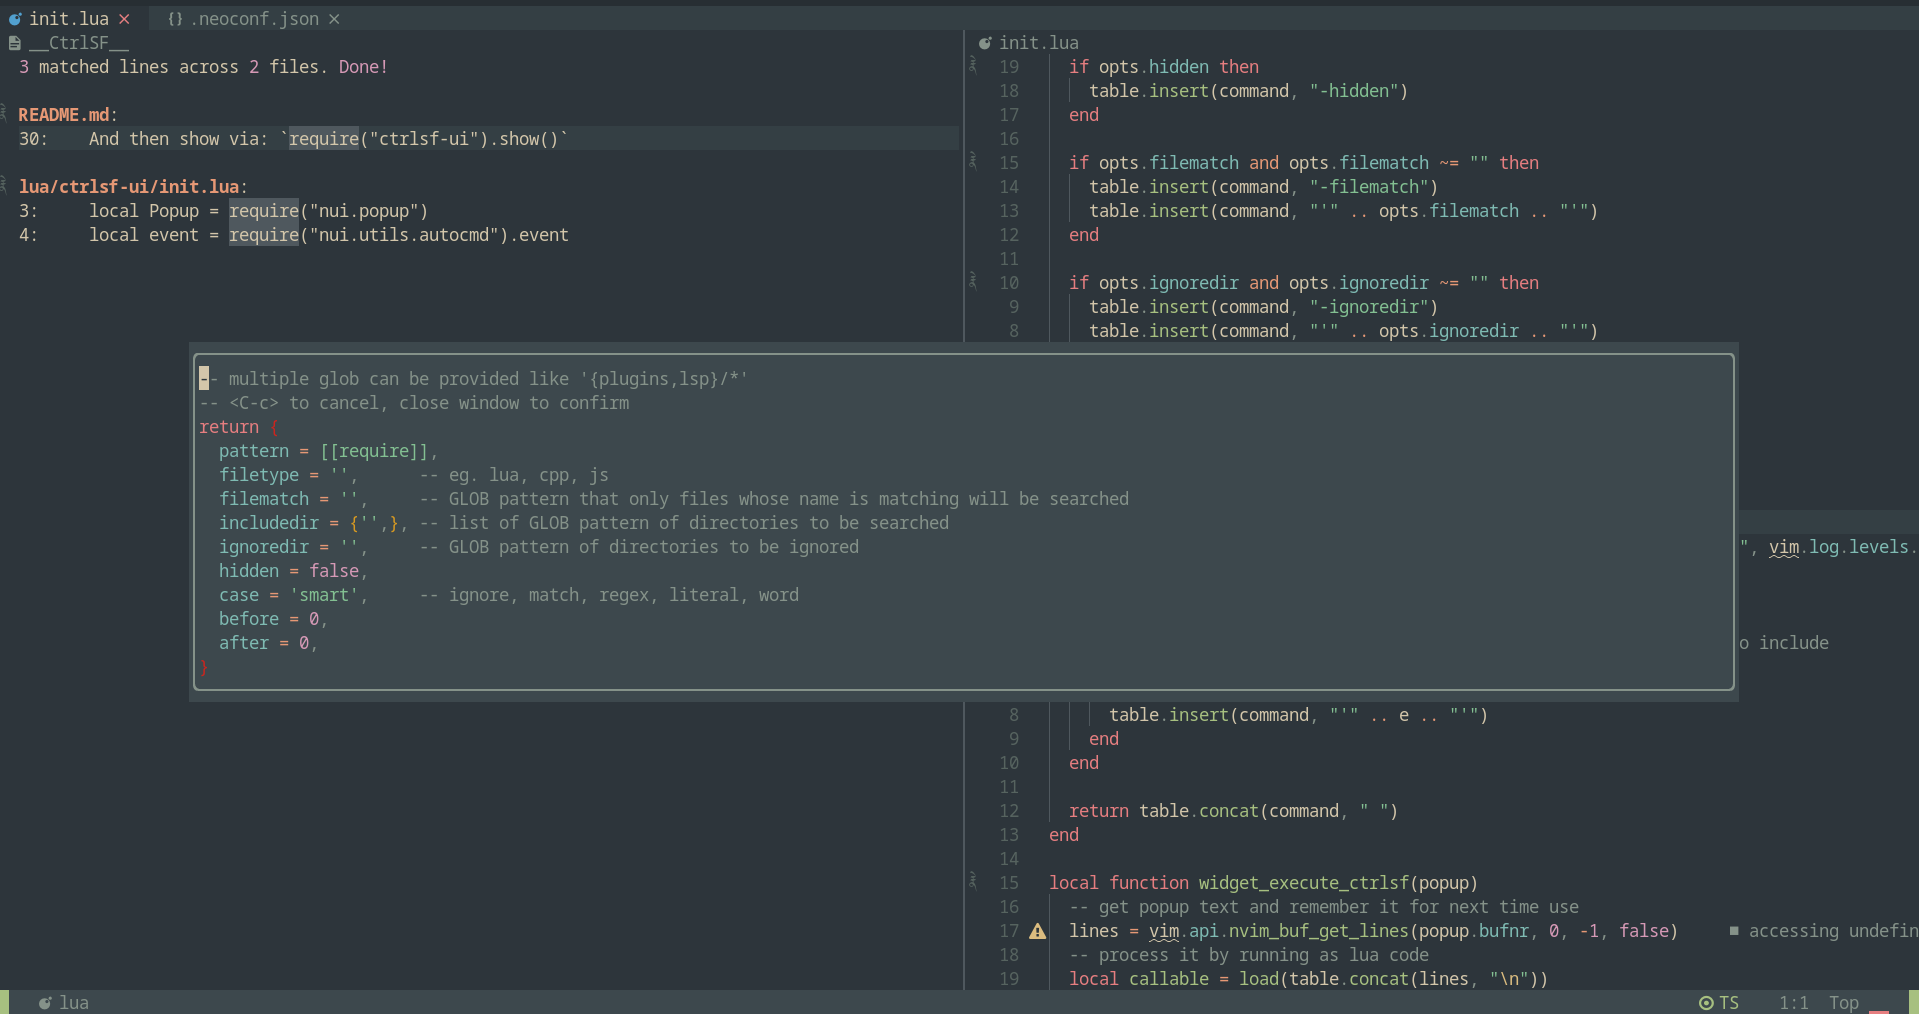 init.lua × {} .neoconf.json ×
__CtrlSF__
3 matched lines across 2 files. Done!
README.md:
30:    And then show via: `require("ctrlsf-ui").show()`
lua/ctrlsf-ui/init.lua:
3:     local Popup = require("nui.popup")
4:     local event = require("nui.utils.autocmd").event
init.lua
19     if opts.hidden then
18       table.insert(command, "-hidden")
17     end
16
15     if opts.filematch and opts.filematch ~= "" then
14       table.insert(command, "-filematch")
13       table.insert(command, "'" .. opts.filematch .. "'")
12     end
11
10     if opts.ignoredir and opts.ignoredir ~= "" then
9       table.insert(command, "-ignoredir")
8       table.insert(command, "'" .. opts.ignoredir .. "'")
-- multiple glob can be provided like '{plugins,lsp}/*'
-- <C-c> to cancel, close window to confirm
return {
  pattern = [[require]],
  filetype = '',      -- eg. lua, cpp, js
  filematch = '',     -- GLOB pattern that only files whose name is matching will be searched
  includedir = {'',}, -- list of GLOB pattern of directories to be searched
  ignoredir = '',     -- GLOB pattern of directories to be ignored
  hidden = false,
  case = 'smart',     -- ignore, match, regex, literal, word
  before = 0,
  after = 0,
}
", vim.log.levels.
o include
8         table.insert(command, "'" .. e .. "'")
9       end
10     end
11
12     return table.concat(command, " ")
13   end
14
15   local function widget_execute_ctrlsf(popup)
16     -- get popup text and remember it for next time use
17     lines = vim.api.nvim_buf_get_lines(popup.bufnr, 0, -1, false)     ■ accessing undefin
18     -- process it by running as lua code
19     local callable = load(table.concat(lines, "\n"))
lua
TS    1:1  Top